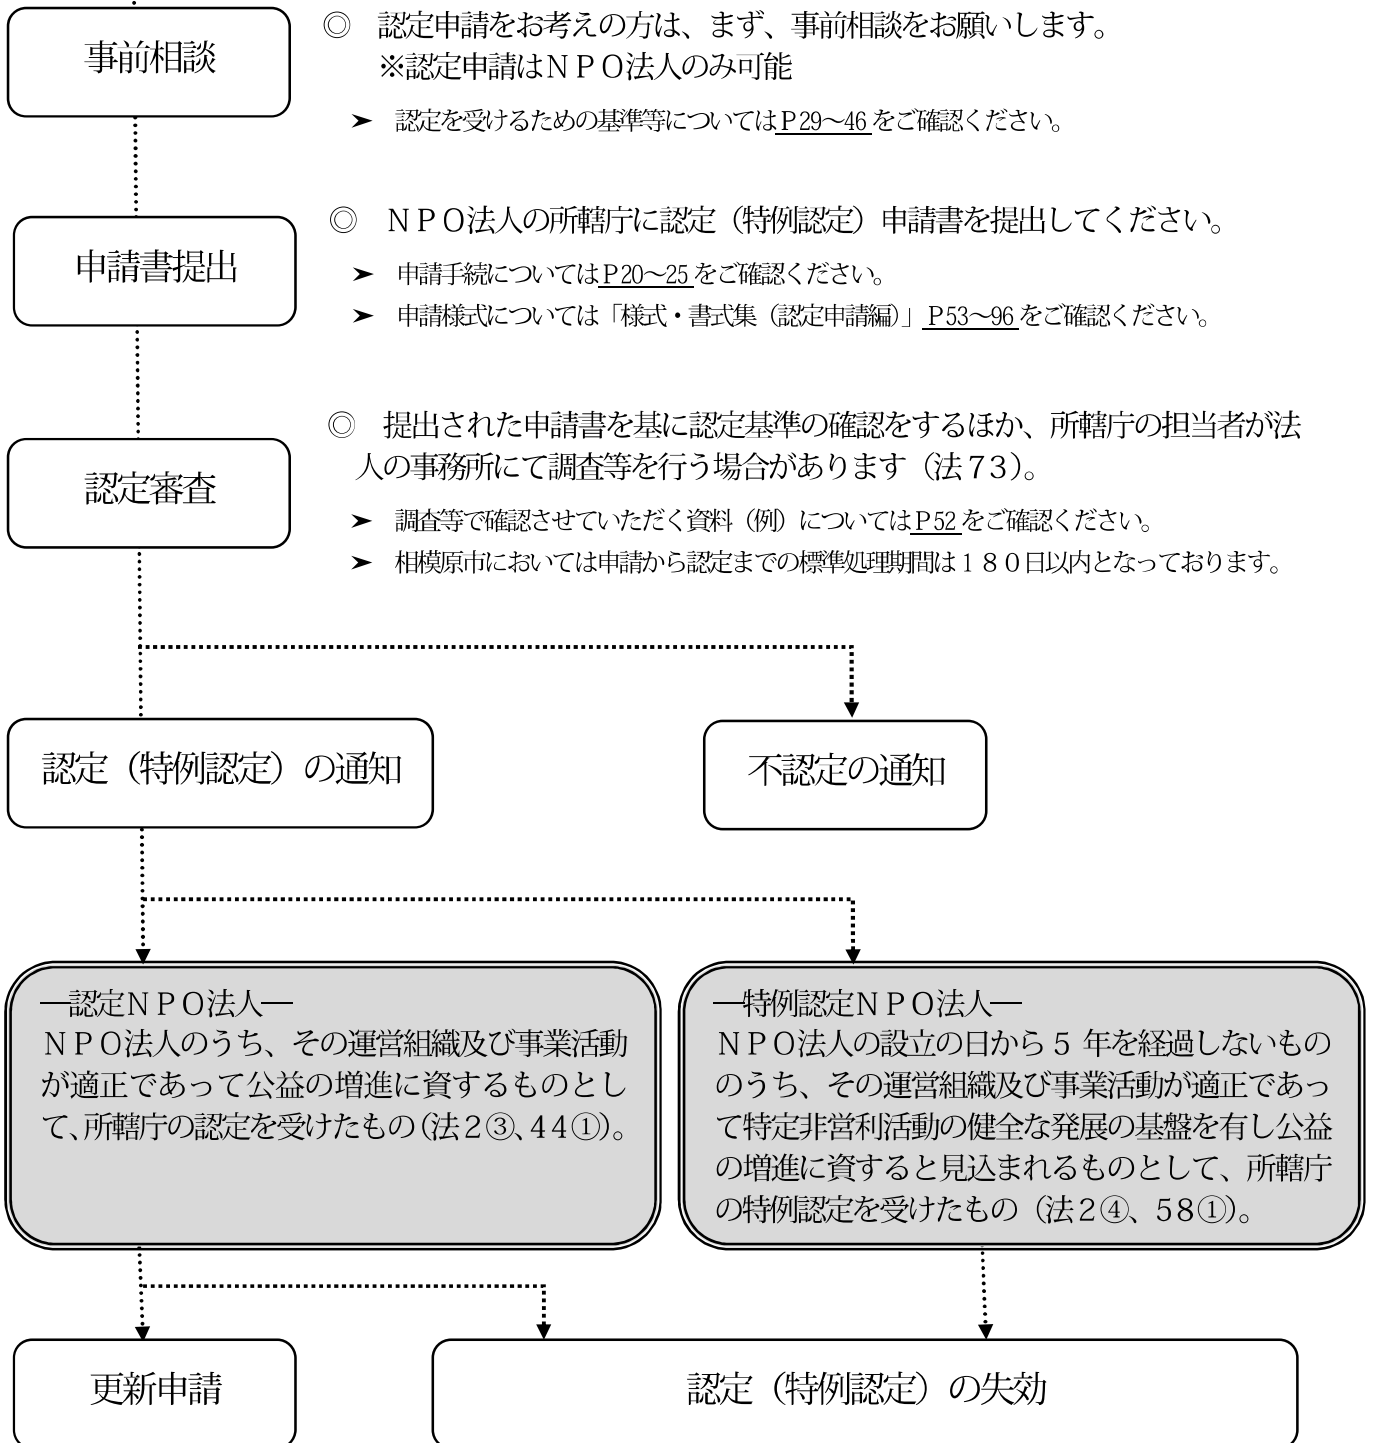 事前相談
◎　認定申請をお考えの方は、まず、事前相談をお願いします。
※認定申請はＮＰＯ法人のみ可能
➤　認定を受けるための基準等についてはＰ29～46をご確認ください。
申請書提出
◎　ＮＰＯ法人の所轄庁に認定（特例認定）申請書を提出してください。
➤　申請手続についてはＰ20～25をご確認ください。
➤　申請様式については「様式・書式集（認定申請編）」Ｐ53～96をご確認ください。
認定審査
◎　提出された申請書を基に認定基準の確認をするほか、所轄庁の担当者が法
人の事務所にて調査等を行う場合があります（法７３）。
➤　調査等で確認させていただく資料（例）についてはＰ52をご確認ください。
➤　相模原市においては申請から認定までの標準処理期間は１８０日以内となっております。
認定（特例認定）の通知
不認定の通知
―認定ＮＰＯ法人―
ＮＰＯ法人のうち、その運営組織及び事業活動
が適正であって公益の増進に資するものとし
て、所轄庁の認定を受けたもの（法２③、４４①）。
―特例認定ＮＰＯ法人―
ＮＰＯ法人の設立の日から５年を経過しないもの
のうち、その運営組織及び事業活動が適正であっ
て特定非営利活動の健全な発展の基盤を有し公益
の増進に資すると見込まれるものとして、所轄庁
の特例認定を受けたもの（法２④、５８①）。
更新申請
認定（特例認定）の失効